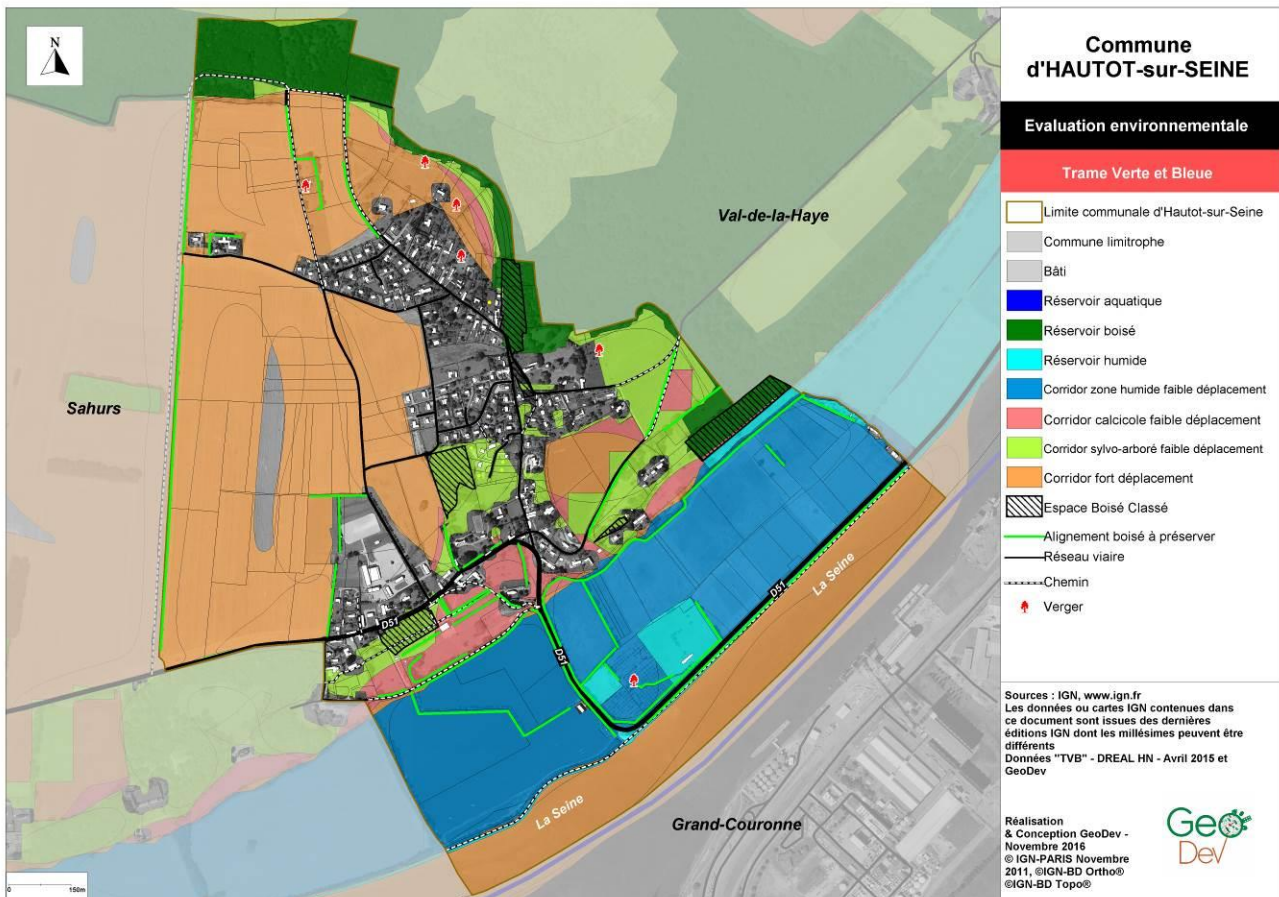 N
Val-de-la-Haye
Sahurs
D51
D51
D51
La Seine
La Seine
Grand-Couronne
0 150m
Commune
d'HAUTOT-sur-SEINE
Evaluation environnementale
Trame Verte et Bleue
Limite communale d'Hautot-sur-Seine
Commune limitrophe
Bâti
Réservoir aquatique
Réservoir boisé
Réservoir humide
Corridor zone humide faible déplacement
Corridor calcicole faible déplacement
Corridor sylvo-arboré faible déplacement
Corridor fort déplacement
Espace Boisé Classé
Alignement boisé à préserver
Réseau viaire
Chemin
Verger
Sources : IGN, www.ign.fr
Les données ou cartes IGN contenues dans
ce document sont issues des dernières
éditions IGN dont les millésimes peuvent être
différents
Données "TVB" - DREAL HN - Avril 2015 et
GeoDev
Réalisation
& Conception GeoDev -
Novembre 2016
© IGN-PARIS Novembre
2011, ©IGN-BD Ortho®
©IGN-BD Topo®
Geo
Dev